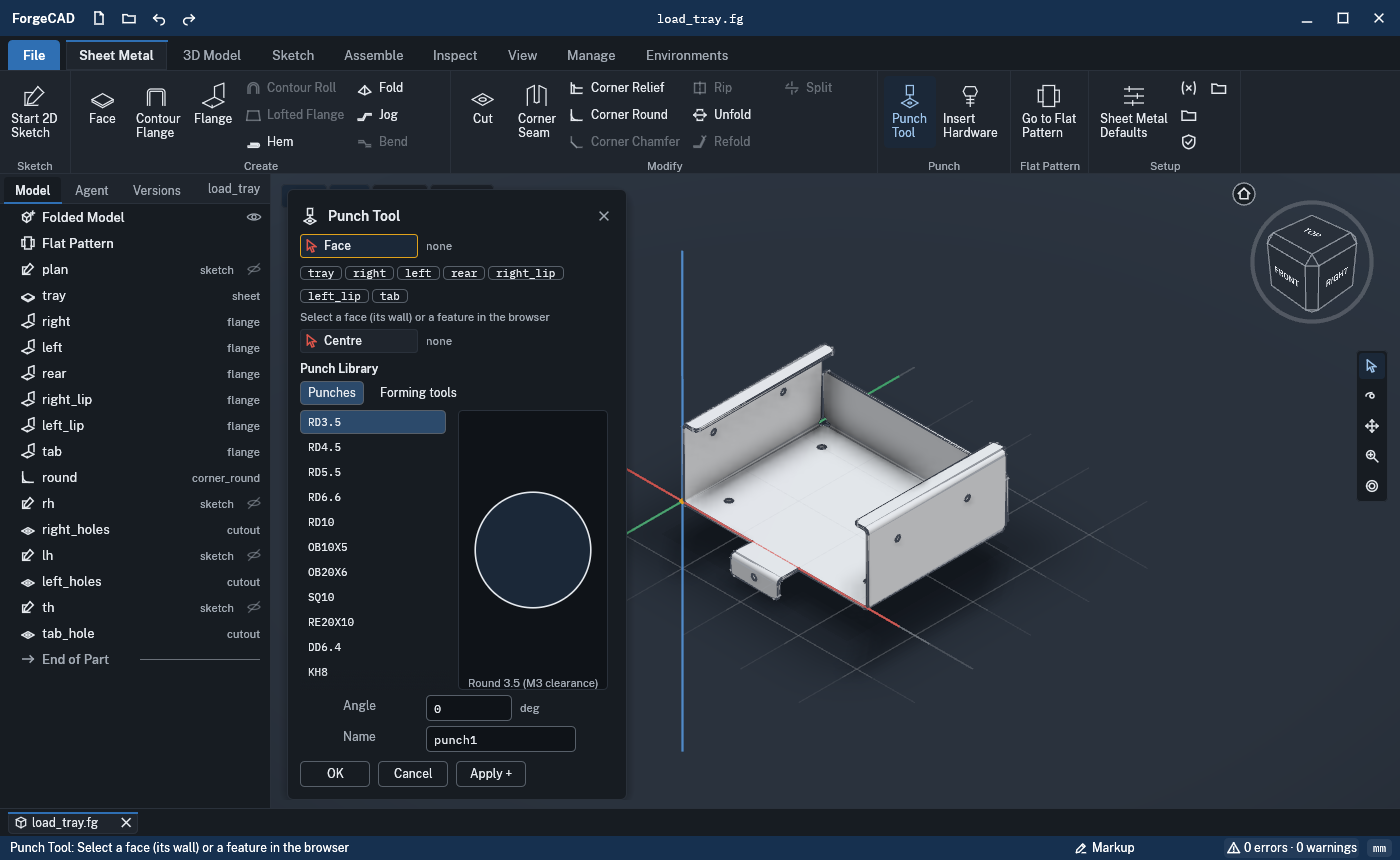 ForgeCAD
load_tray.fg
File
Sheet Metal
3D Model
Sketch
Assemble
Inspect
View
Manage
Environments
Start 2D
Sketch
Face
Contour
Flange
Flange
Contour Roll
Lofted Flange
Hem
Fold
Jog
Bend
Cut
Corner
Seam
Corner Relief
Corner Round
Corner Chamfer
Rip
Unfold
Refold
Split
Punch
Tool
Insert
Hardware
Go to Flat
Pattern
Sheet Metal
Defaults
(x)
Sketch
Create
Modify
Punch
Flat Pattern
Setup
Model
Agent
Versions
load_tray
Folded Model
Flat Pattern
plan sketch
tray sheet
right flange
left flange
rear flange
right_lip flange
left_lip flange
tab flange
round corner_round
rh sketch
right_holes cutout
lh sketch
left_holes cutout
th sketch
tab_hole cutout
End of Part
Punch Tool
Face none
tray right left rear right_lip
left_lip tab
Select a face (its wall) or a feature in the browser
Centre none
Punch Library
Punches Forming tools
RD3.5
RD4.5
RD5.5
RD6.6
RD10
OB10X5
OB20X6
SQ10
RE20X10
DD6.4
KH8
Round 3.5 (M3 clearance)
Angle 0 deg
Name punch1
OK Cancel Apply +
TOP
FRONT
RIGHT
load_tray.fg
Punch Tool: Select a face (its wall) or a feature in the browser
Markup
0 errors · 0 warnings
mm